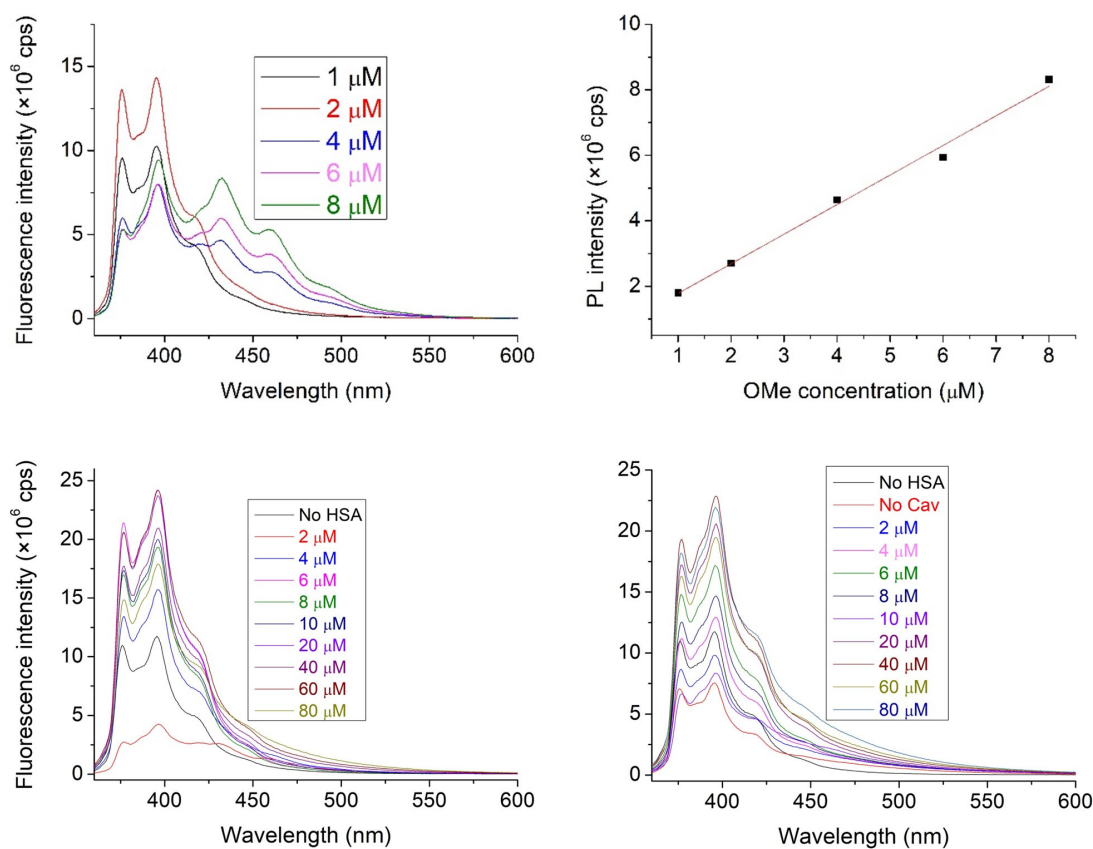 Fluorescence intensity (×10⁶ cps)
15
10
5
0
400
450
500
550
600
Wavelength (nm)
1 μM
2 μM
4 μM
6 μM
8 μM
PL intensity (×10⁶ cps)
10
8
6
4
2
1
2
3
4
5
6
7
8
OMe concentration (μM)
Fluorescence intensity (×10⁶ cps)
25
20
15
10
5
0
400
450
500
550
600
Wavelength (nm)
No HSA
2 μM
4 μM
6 μM
8 μM
10 μM
20 μM
40 μM
60 μM
80 μM
25
20
15
10
5
0
400
450
500
550
600
Wavelength (nm)
No HSA
No Cav
2 μM
4 μM
6 μM
8 μM
10 μM
20 μM
40 μM
60 μM
80 μM